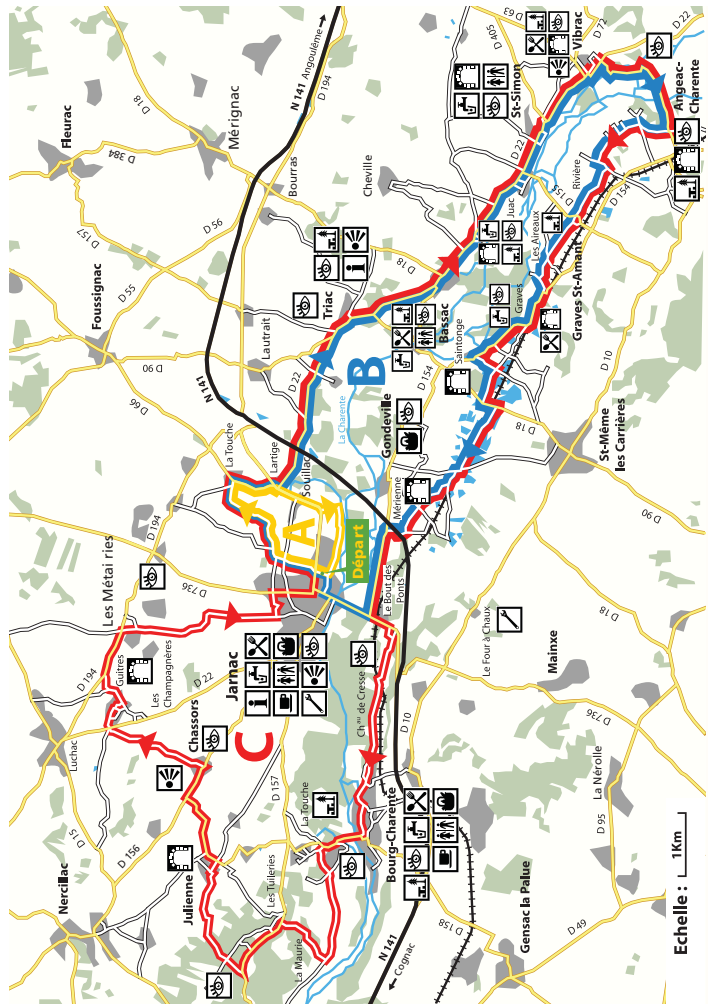 D 63
D 22
D 72
Vibrac
D 405
Angeac-
Charente
St-Simon
D 22
N 141
Angoulême
D 194
D 18
Mérignac
Fleurac
D 384
Bourras
Cheville
Juac
D 155
Rivière
D 154
Les Aireaux
D 157
D 56
D 18
Triac
Graves
Graves St-Amant
Foussignac
D 55
Lautrait
Bassac
Saintonge
D 10
D 90
N 141
D 22
B
D 154
La Charente
Gondeville
D 18
St-Même
les Carrières
D 66
La Touche
Lartige
Souillac
Mérienne
D 90
D 194
A
Départ
Les Métairies
D 736
Le Bout des
Ponts
D 18
Guitres
D 194
Les
Champagnères
D 22
Jarnac
Chau de Cresse
Le Four à Chaux
Mainxe
D 10
D 736
Chassors
C
Luchac
D 157
La Touche
La Nérolle
D 15
D 156
Bourg-Charente
D 95
Julienne
Les Tuileries
Nercillac
La Maurie
N 141
Cognac
D 158
Gensac la Palue
D 49
Echelle :
1Km